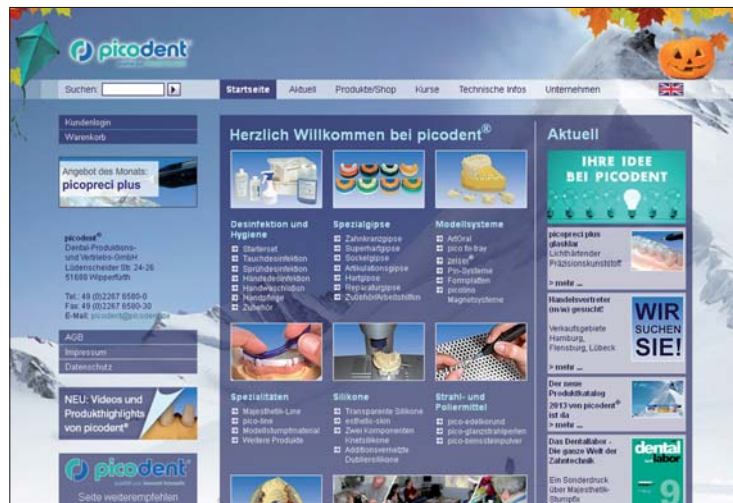 picodent®
Suchen:
Startseite Aktuell Produkte/Shop Kurse Technische Infos Unternehmen
Kundenlogin
Warenkorb
Angebot des Monats:
picopreci plus
picodent®
Dental-Produktions-
und Vertriebs-GmbH
Lüdenscheider Str. 24-26
51688 Wipperfürth
Tel.: 49 (0)2267 6580-0
Fax: 49 (0)2267 6580-30
E-Mail: picodent@picodent.de
AGB
Impressum
Datenschutz
NEU: Videos und
Produkthighlights
von picodent®
picodent®
Seite weiterempfehlen
Herzlich Willkommen bei picodent®
Desinfektion und
Hygiene
Starterset
Tauchdesinfektion
Sprühdesinfektion
Händedesinfektion
Handwaschlotion
Handpflege
Zubehör
Spezialgipse
Zahnkranzgipse
Superhartgipse
Sockelgipse
Artikulationsgipse
Hartgipse
Reparaturgipse
Zubehör/Arbeitshilfen
Modellsysteme
ArtOral
pico fix-tray
zeiser®
Pin-Systeme
Formplatten
picolino
Magnetsysteme
Spezialitäten
Majesthetik-Line
pico-line
Modellstumpfmaterial
Weitere Produkte
Silikone
Transparente Silikone
esthetic-skin
Zwei Komponenten
Knetsilikone
Additionsvernetzte
Dubliersilikone
Strahl- und
Poliermittel
pico-edelkorund
pico-glanzstrahlperlen
pico-bimssteinpulver
Aktuell
IHRE IDEE
BEI PICODENT
picopreci plus
glasklar
Lichthärtender
Präzisionskunststoff
> mehr ...
Handelsvertreter
(m/w) gesucht!
Verkaufsgebiete
Hamburg,
Flensburg, Lübeck
> mehr ...
WIR
SUCHEN
SIE!
Der neue
Produktkatalog
2013 von picodent®
ist da
> mehr ...
Das Dentallabor -
Die ganze Welt der
Zahntechnik
Ein Sonderdruck
über Majesthetik-
Stumpfix
dental
labor
9